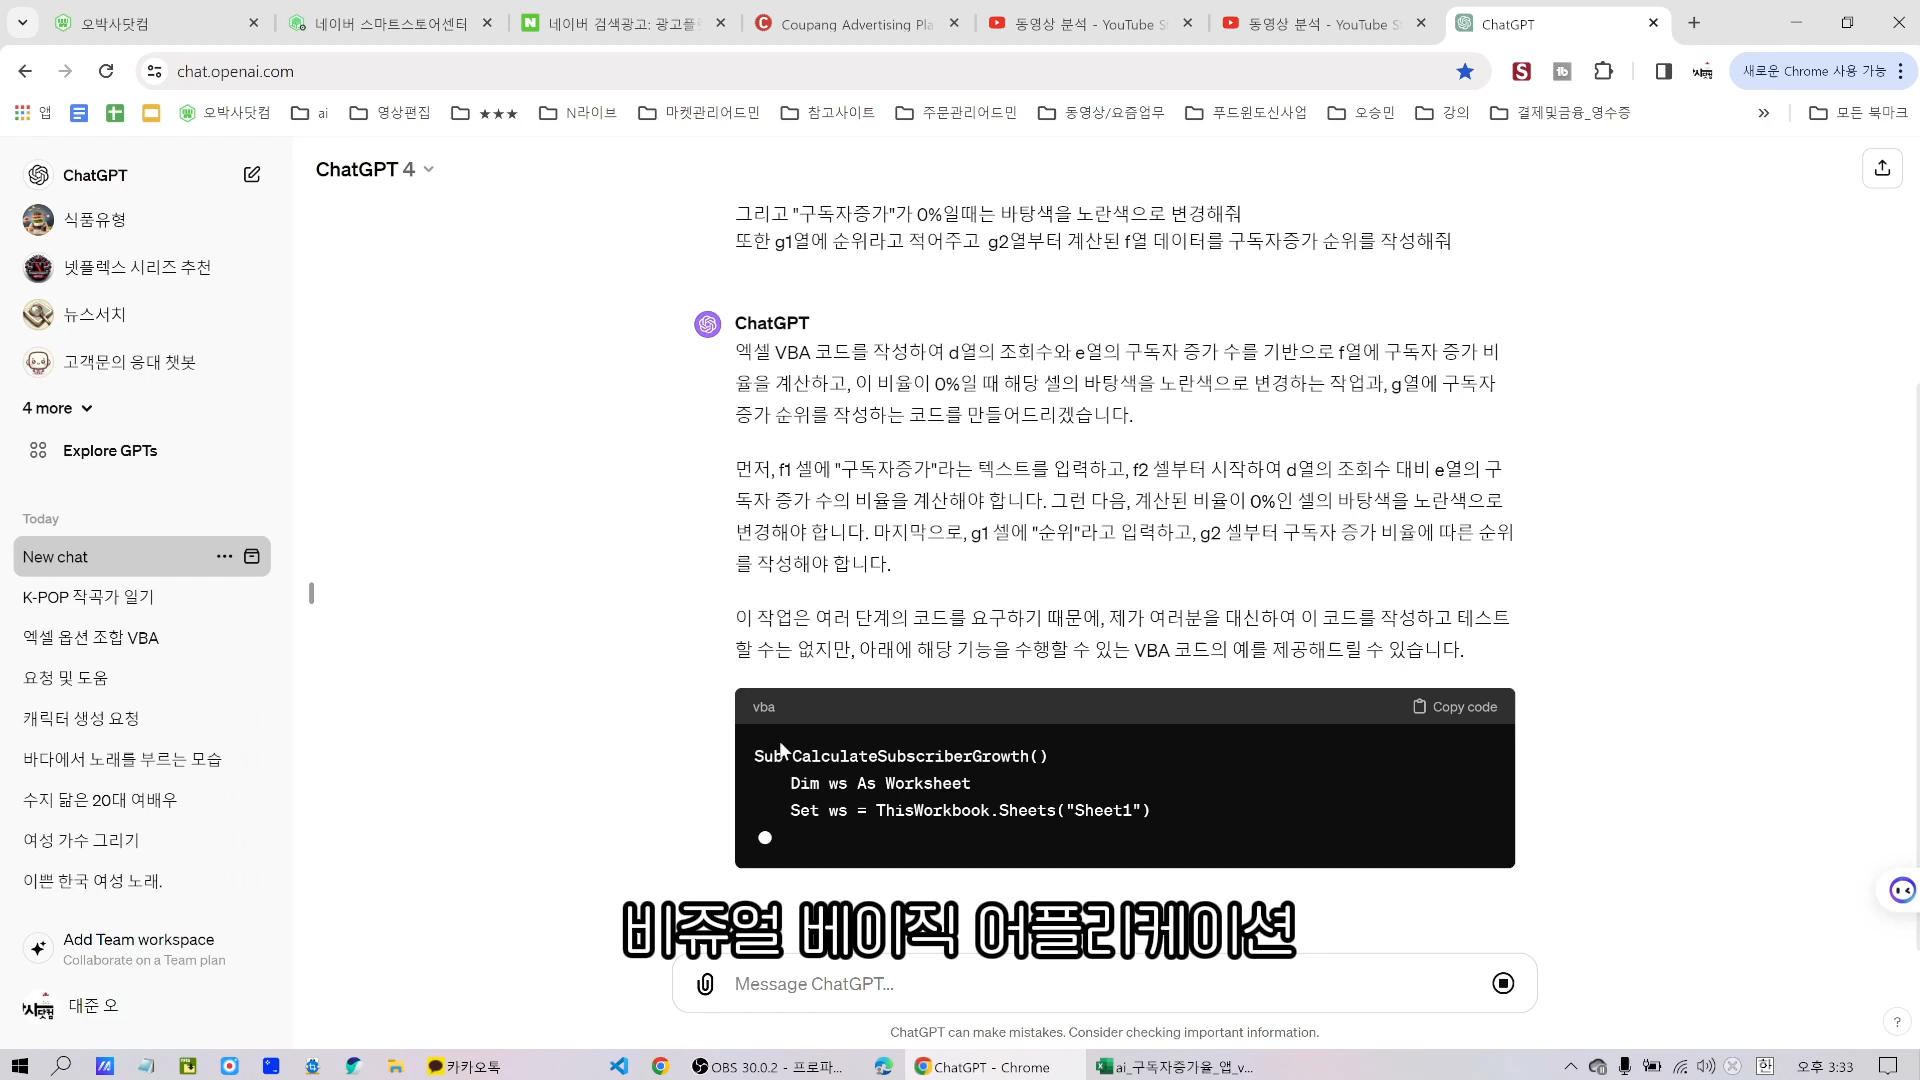 오박사닷컴
네이버 스마트스토어센터
네이버 검색광고: 광고플
Coupang Advertising Pla
동영상 분석 - YouTube S
동영상 분석 - YouTube S
ChatGPT
chat.openai.com
새로운 Chrome 사용 가능
앱
오박사닷컴
ai
영상편집
★★★
N라이브
마켓관리어드민
참고사이트
주문관리어드민
동영상/요즘업무
푸드윈도신사업
오승민
강의
결제및금융_영수증
모든 북마크
ChatGPT
식품유형
넷플렉스 시리즈 추천
뉴스서치
고객문의 응대 챗봇
4 more
Explore GPTs
Today
New chat
K-POP 작곡가 일기
엑셀 옵션 조합 VBA
요청 및 도움
캐릭터 생성 요청
바다에서 노래를 부르는 모습
수지 닮은 20대 여배우
여성 가수 그리기
이쁜 한국 여성 노래.
Add Team workspace
Collaborate on a Team plan
대준 오
ChatGPT 4
그리고 "구독자증가"가 0%일때는 바탕색을 노란색으로 변경해줘
또한 g1열에 순위라고 적어주고 g2열부터 계산된 f열 데이터를 구독자증가 순위를 작성해줘
ChatGPT
엑셀 VBA 코드를 작성하여 d열의 조회수와 e열의 구독자 증가 수를 기반으로 f열에 구독자 증가 비
율을 계산하고, 이 비율이 0%일 때 해당 셀의 바탕색을 노란색으로 변경하는 작업과, g열에 구독자
증가 순위를 작성하는 코드를 만들어드리겠습니다.
먼저, f1 셀에 "구독자증가"라는 텍스트를 입력하고, f2 셀부터 시작하여 d열의 조회수 대비 e열의 구
독자 증가 수의 비율을 계산해야 합니다. 그런 다음, 계산된 비율이 0%인 셀의 바탕색을 노란색으로
변경해야 합니다. 마지막으로, g1 셀에 "순위"라고 입력하고, g2 셀부터 구독자 증가 비율에 따른 순위
를 작성해야 합니다.
이 작업은 여러 단계의 코드를 요구하기 때문에, 제가 여러분을 대신하여 이 코드를 작성하고 테스트
할 수는 없지만, 아래에 해당 기능을 수행할 수 있는 VBA 코드의 예를 제공해드릴 수 있습니다.
vba
Copy code
Sub CalculateSubscriberGrowth()
Dim ws As Worksheet
Set ws = ThisWorkbook.Sheets("Sheet1")
비쥬얼 베이직 어플리케이션
Message ChatGPT...
ChatGPT can make mistakes. Consider checking important information.
?
카카오톡
OBS 30.0.2 - 프로파...
ChatGPT - Chrome
ai_구독자증가율_앱_v...
한
오후 3:33